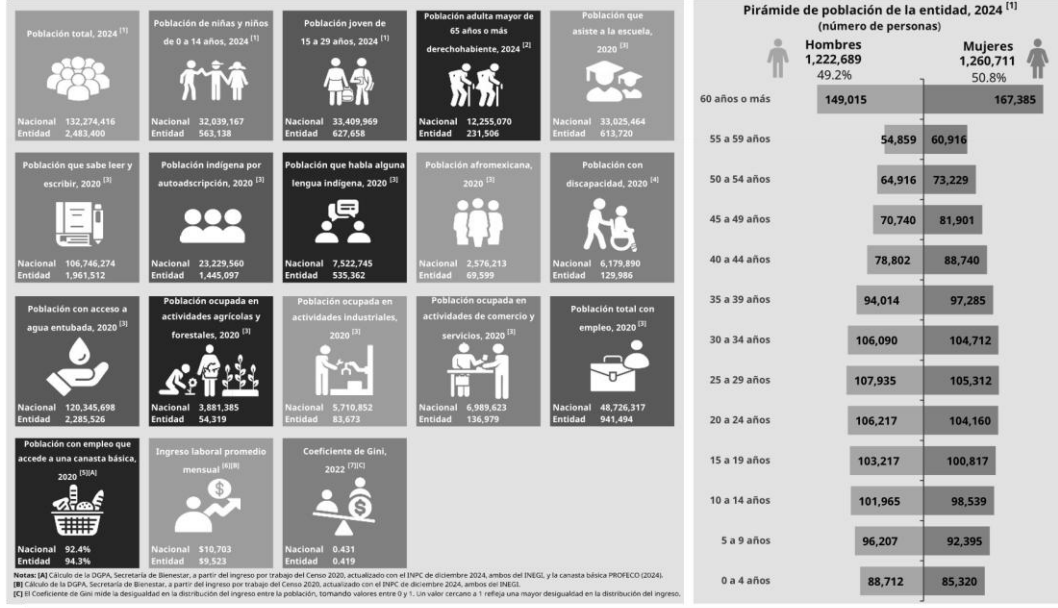 Población total, 2024 [1]
Nacional 132,274,416
Entidad 2,483,400
Población de niñas y niños
de 0 a 14 años, 2024 [1]
Nacional 32,039,167
Entidad 563,138
Población joven de
15 a 29 años, 2024 [1]
Nacional 33,409,969
Entidad 627,658
Población adulta mayor de
65 años o más
derechohabiente, 2024 [2]
Nacional 12,255,070
Entidad 231,506
Población que
asiste a la escuela,
2020 [3]
Nacional 33,025,464
Entidad 613,720
Población que sabe leer y
escribir, 2020 [3]
Nacional 106,746,274
Entidad 1,961,512
Población indígena por
autoadscripción, 2020 [3]
Nacional 23,229,560
Entidad 1,445,097
Población que habla alguna
lengua indígena, 2020 [3]
Nacional 7,522,745
Entidad 535,362
Población afromexicana,
2020 [3]
Nacional 2,576,213
Entidad 69,599
Población con
discapacidad, 2020 [4]
Nacional 6,179,890
Entidad 129,986
Población con acceso a
agua entubada, 2020 [3]
Nacional 120,345,698
Entidad 2,285,526
Población ocupada en
actividades agrícolas y
forestales, 2020 [3]
Nacional 3,881,385
Entidad 54,319
Población ocupada en
actividades industriales,
2020 [3]
Nacional 5,710,852
Entidad 83,673
Población ocupada en
actividades de comercio y
servicios, 2020 [3]
Nacional 6,989,623
Entidad 136,979
Población total con
empleo, 2020 [3]
Nacional 48,726,317
Entidad 941,494
Población con empleo que
accede a una canasta básica,
2020 [5][A]
Nacional 92.4%
Entidad 94.3%
Ingreso laboral promedio
mensual [6][B]
Nacional $10,703
Entidad $9,523
Coeficiente de Gini,
2022 [7][C]
Nacional 0.431
Entidad 0.419
Notas: [A] Cálculo de la DGPA, Secretaría de Bienestar, a partir del ingreso por trabajo del Censo 2020, actualizado con el INPC de diciembre 2024, ambos del INEGI, y la canasta básica PROFECO (2024).
[B] Cálculo de la DGPA, Secretaría de Bienestar, a partir del ingreso por trabajo del Censo 2020, actualizado con el INPC de diciembre 2024, ambos del INEGI.
[C] El Coeficiente de Gini mide la desigualdad en la distribución del ingreso entre la población, tomando valores entre 0 y 1. Un valor cercano a 1 refleja una mayor desigualdad en la distribución del ingreso.
Pirámide de población de la entidad, 2024 [1]
(número de personas)
Hombres
1,222,689
49.2%
Mujeres
1,260,711
50.8%
60 años o más 149,015 167,385
55 a 59 años 54,859 60,916
50 a 54 años 64,916 73,229
45 a 49 años 70,740 81,901
40 a 44 años 78,802 88,740
35 a 39 años 94,014 97,285
30 a 34 años 106,090 104,712
25 a 29 años 107,935 105,312
20 a 24 años 106,217 104,160
15 a 19 años 103,217 100,817
10 a 14 años 101,965 98,539
5 a 9 años 96,207 92,395
0 a 4 años 88,712 85,320